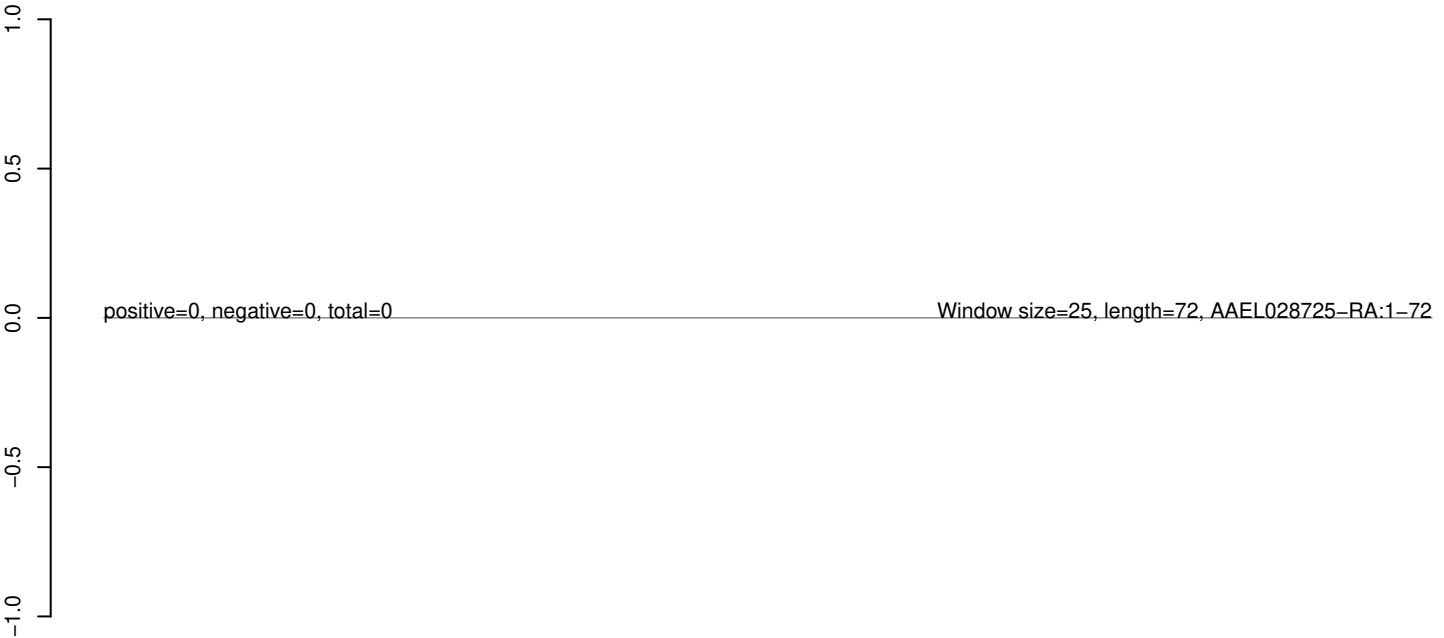 1.0
0.5
positive=0, negative=0, total=0
Window size=25, length=72, AAEL028725−RA:1−72
0.0
−0.5
−1.0